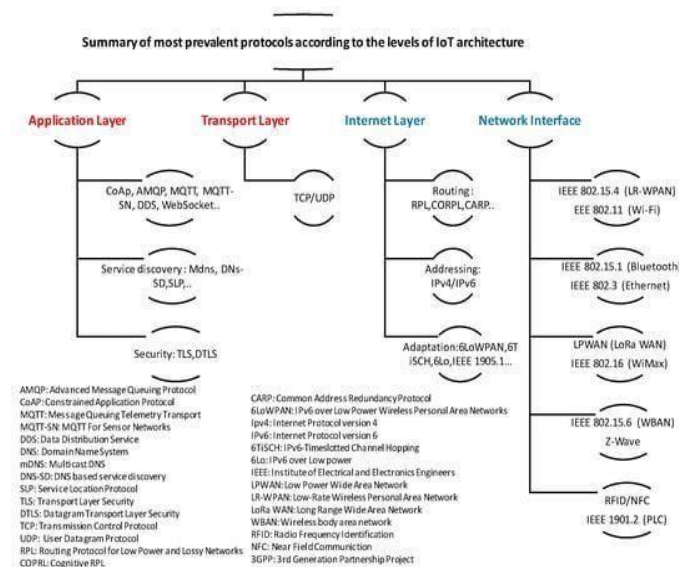 Summary of most prevalent protocols according to the levels of IoT architecture
Application Layer
CoAp, AMQP, MQTT, MQTT-
SN, DDS, WebSocket..
Service discovery: Mdns, DNs-
SD,SLP,..
Security: TLS,DTLS
Transport Layer
TCP/UDP
Internet Layer
Routing:
RPL,CORPL,CARP..
Addressing:
IPv4/IPv6
Adaptation:6LoWPAN,6T
iSCH,6Lo,IEEE 1905.1...
Network Interface
IEEE 802.15.4 (LR-WPAN)
EEE 802.11 (Wi-Fi)
IEEE 802.15.1 (Bluetooth)
IEEE 802.3 (Ethernet)
LPWAN (LoRa WAN)
IEEE 802.16 (WiMax)
IEEE 802.15.6 (WBAN)
Z-Wave
RFID/NFC
IEEE 1901.2 (PLC)
AMQP: Advanced Message Queuing Protocol
CoAP: Constrained Application Protocol
MQTT: Message Queuing Telemetry Transport
MQTT-SN: MQTT For Sensor Networks
DDS: Data Distribution Service
DNS: Domain Name System
mDNS: Multicast DNS
DNS-SD: DNS based service discovery
SLP: Service Location Protocol
TLS: Transport Layer Security
DTLS: Datagram Transport Layer Security
TCP: Transmission Control Protocol
UDP: User Datagram Protocol
RPL: Routing Protocol for Low Power and Lossy Networks
COPRL: Cognitive RPL
CARP: Common Address Redundancy Protocol
6LoWPAN: IPv6 over Low Power Wireless Personal Area Networks
Ipv4: Internet Protocol version 4
IPv6: Internet Protocol version 6
6TiSCH: IPv6-Timeslotted Channel Hopping
6Lo: IPv6 over Low power
IEEE: Institute of Electrical and Electronics Engineers
LPWAN: Low Power Wide Area Network
LR-WPAN: Low-Rate Wireless Personal Area Network
LoRa WAN: Long Range Wide Area Network
WBAN: Wireless body area network
RFID: Radio Frequency Identification
NFC: Near Field Communiction
3GPP: 3rd Generation Partnership Project